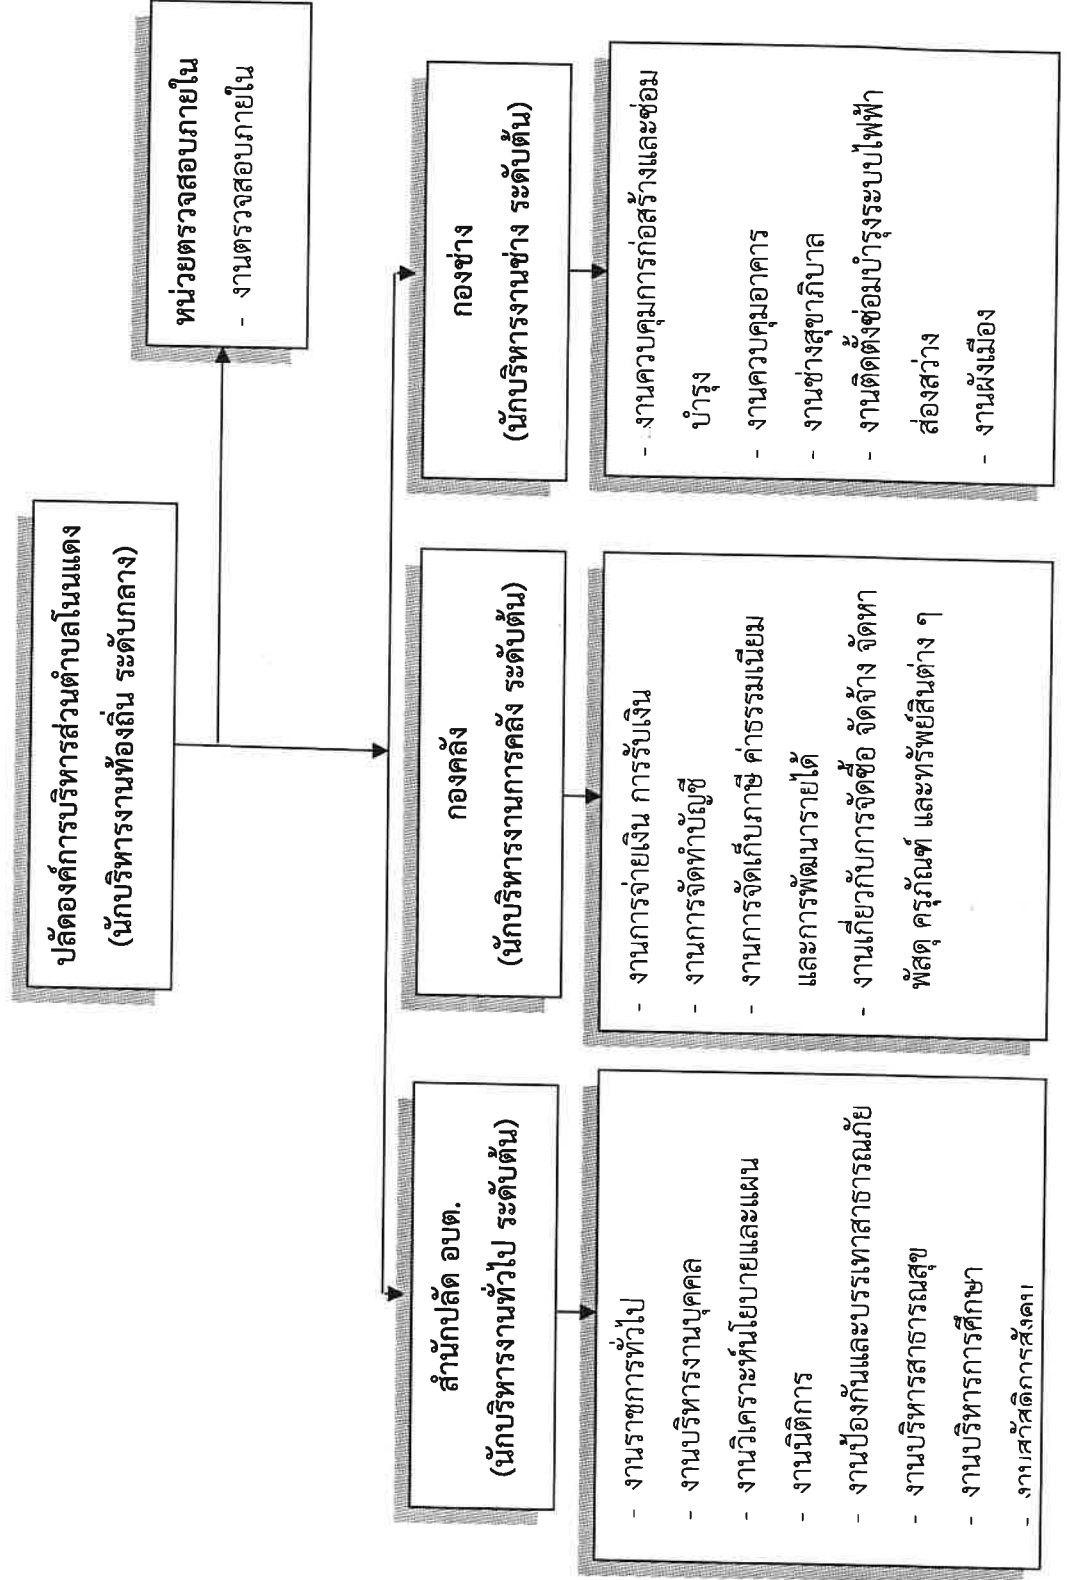 ปลัดองค์การบริหารส่วนตำบลโนนแดง
(นักบริหารงานท้องถิ่น ระดับกลาง)
หน่วยตรวจสอบภายใน
- งานตรวจสอบภายใน
สำนักปลัด อบต.
(นักบริหารงานทั่วไป ระดับต้น)
- งานราชการทั่วไป
- งานบริหารงานบุคคล
- งานวิเคราะห์นโยบายและแผน
- งานนิติการ
- งานป้องกันและบรรเทาสาธารณภัย
- งานบริหารสาธารณสุข
- งานบริหารการศึกษา
- งานสวัสดิการสังคม
กองคลัง
(นักบริหารงานการคลัง ระดับต้น)
- งานการจ่ายเงิน การรับเงิน
- งานการจัดทำบัญชี
- งานการจัดเก็บภาษี ค่าธรรมเนียม
และการพัฒนารายได้
- งานเกี่ยวกับการจัดซื้อ จัดจ้าง จัดหา
พัสดุ ครุภัณฑ์ และทรัพย์สินต่าง ๆ
กองช่าง
(นักบริหารงานช่าง ระดับต้น)
- งานควบคุมการก่อสร้างและซ่อม
บำรุง
- งานควบคุมอาคาร
- งานช่างสุขาภิบาล
- งานติดตั้งซ่อมบำรุงระบบไฟฟ้า
ส่องสว่าง
- งานผังเมือง